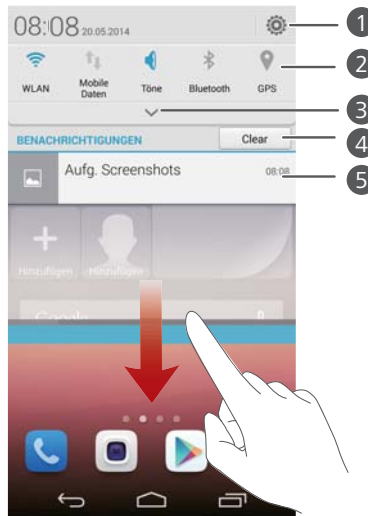 08:08 20.05.2014
1
2
WLAN Mobile Daten Töne Bluetooth GPS
3
BENACHRICHTIGUNGEN Clear
4
Aufg. Screenshots 08:08
5
Hinzufügen Hinzufügen
Google